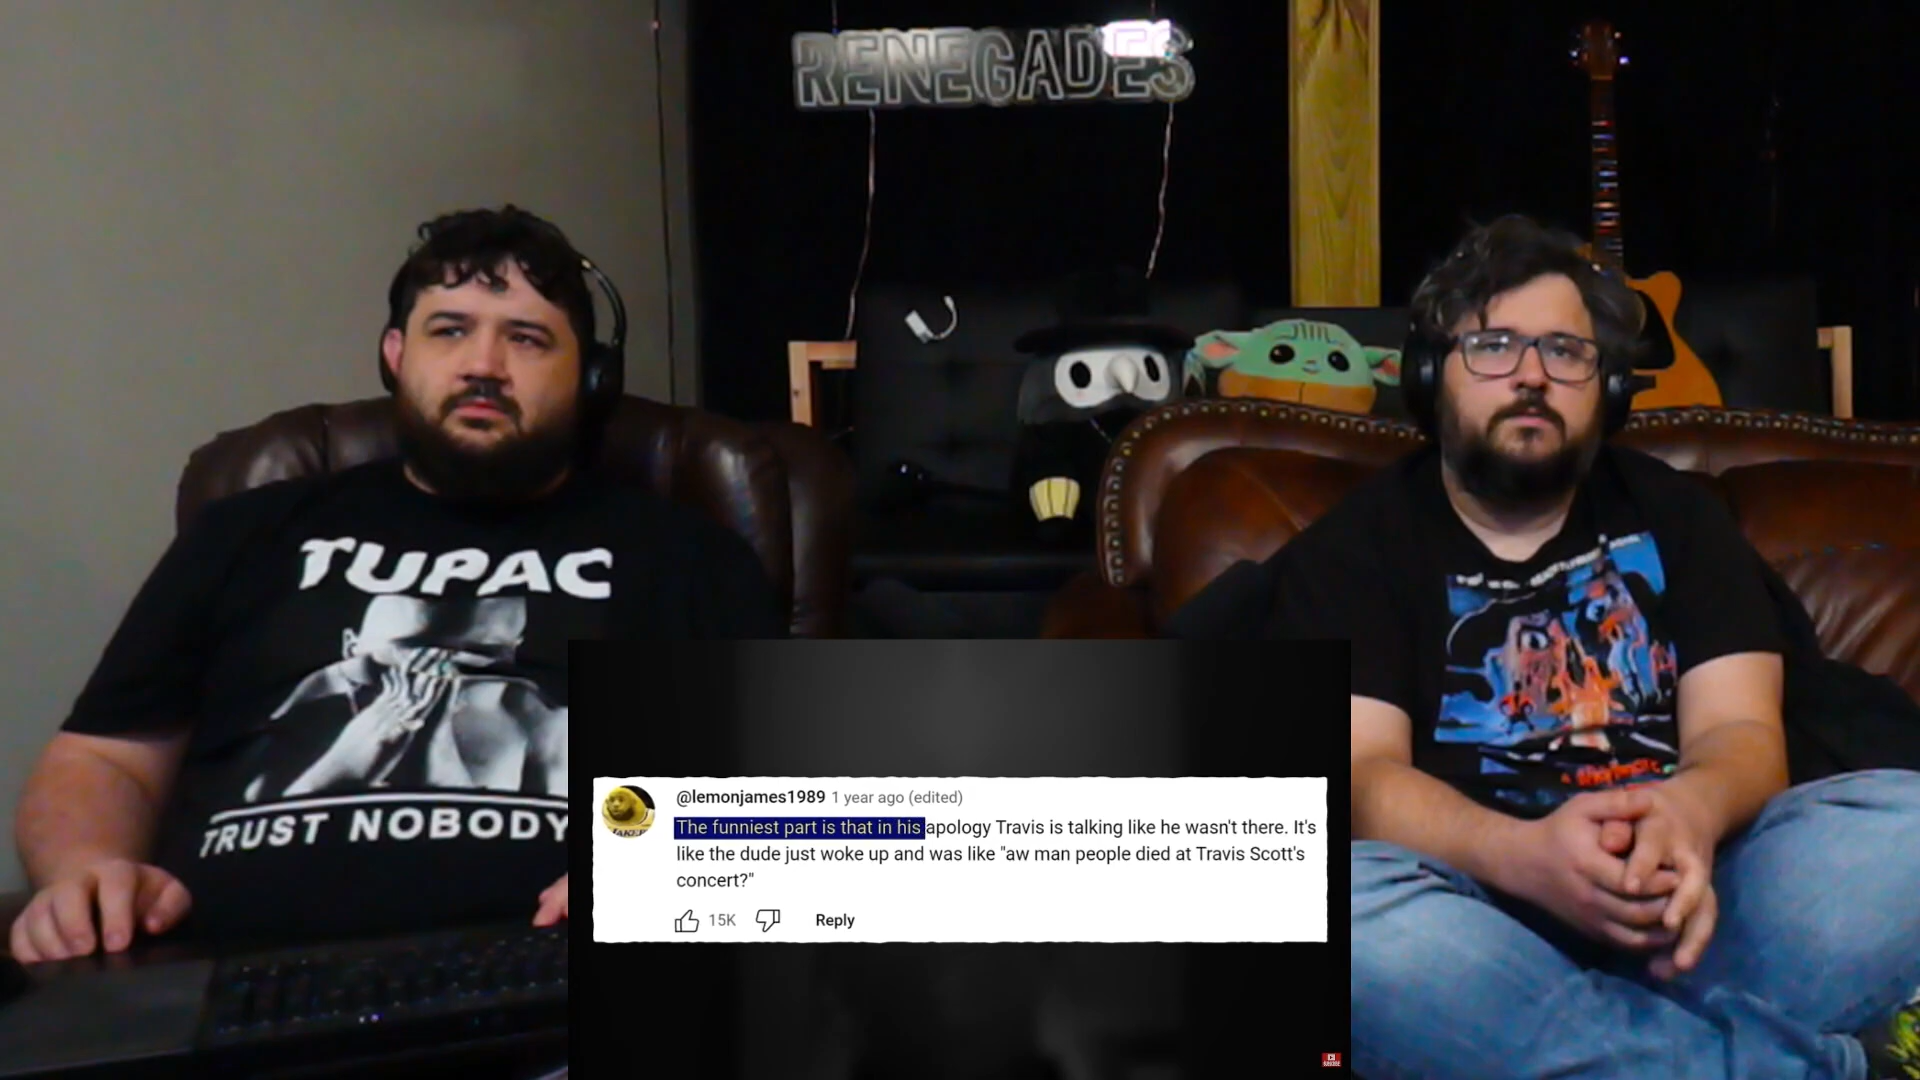 RENEGADES
TUPAC
TRUST NOBODY
@lemonjames1989 1 year ago (edited)
The funniest part is that in his apology Travis is talking like he wasn't there. It's
like the dude just woke up and was like "aw man people died at Travis Scott's
concert?"
15K Reply